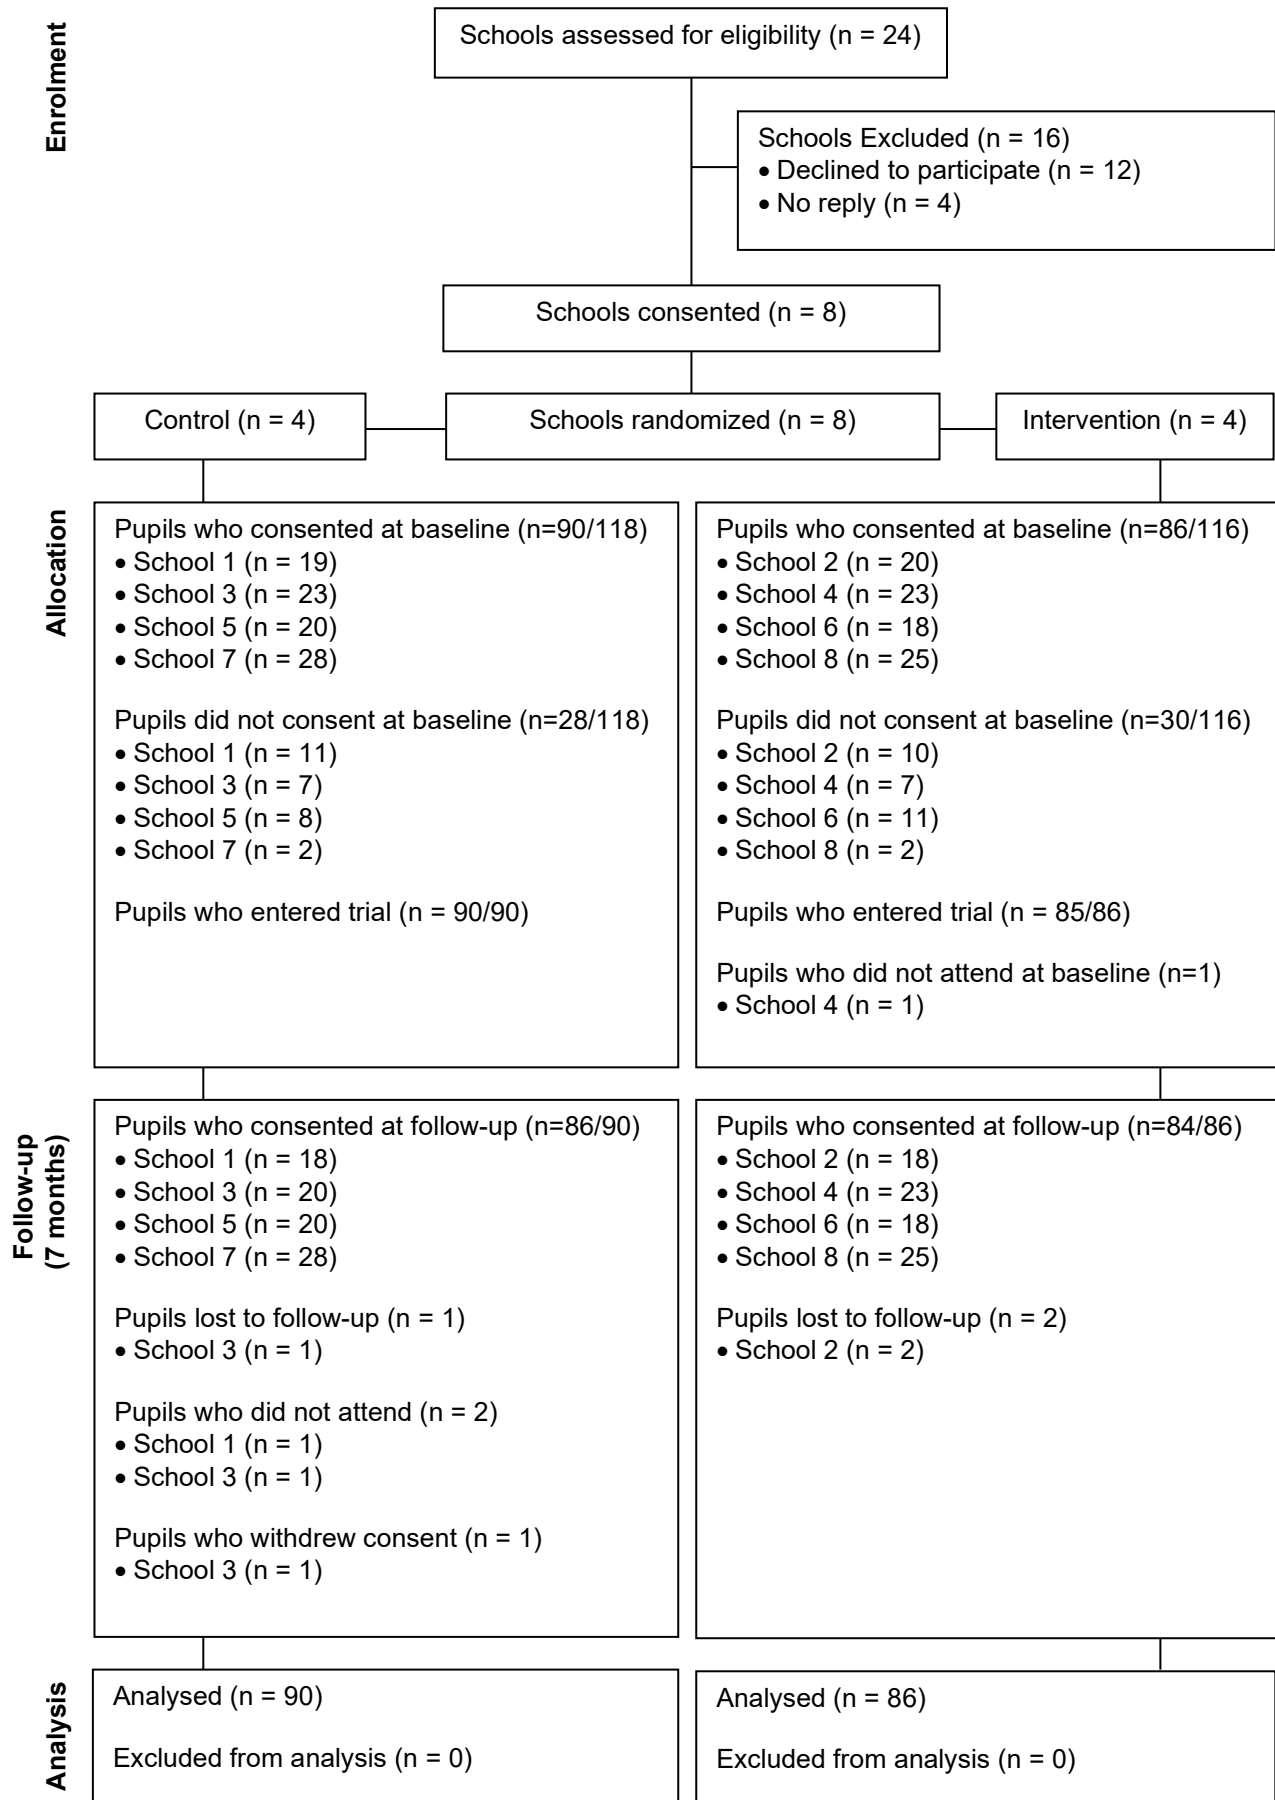 Enrolment
Schools assessed for eligibility (n = 24)
Schools Excluded (n = 16)
• Declined to participate (n = 12)
• No reply (n = 4)
Schools consented (n = 8)
Control (n = 4)
Schools randomized (n = 8)
Intervention (n = 4)
Allocation
Pupils who consented at baseline (n=90/118)
• School 1 (n = 19)
• School 3 (n = 23)
• School 5 (n = 20)
• School 7 (n = 28)
Pupils did not consent at baseline (n=28/118)
• School 1 (n = 11)
• School 3 (n = 7)
• School 5 (n = 8)
• School 7 (n = 2)
Pupils who entered trial (n = 90/90)
Pupils who consented at baseline (n=86/116)
• School 2 (n = 20)
• School 4 (n = 23)
• School 6 (n = 18)
• School 8 (n = 25)
Pupils did not consent at baseline (n=30/116)
• School 2 (n = 10)
• School 4 (n = 7)
• School 6 (n = 11)
• School 8 (n = 2)
Pupils who entered trial (n = 85/86)
Pupils who did not attend at baseline (n=1)
• School 4 (n = 1)
Follow-up
(7 months)
Pupils who consented at follow-up (n=86/90)
• School 1 (n = 18)
• School 3 (n = 20)
• School 5 (n = 20)
• School 7 (n = 28)
Pupils lost to follow-up (n = 1)
• School 3 (n = 1)
Pupils who did not attend (n = 2)
• School 1 (n = 1)
• School 3 (n = 1)
Pupils who withdrew consent (n = 1)
• School 3 (n = 1)
Pupils who consented at follow-up (n=84/86)
• School 2 (n = 18)
• School 4 (n = 23)
• School 6 (n = 18)
• School 8 (n = 25)
Pupils lost to follow-up (n = 2)
• School 2 (n = 2)
Analysis
Analysed (n = 90)
Excluded from analysis (n = 0)
Analysed (n = 86)
Excluded from analysis (n = 0)